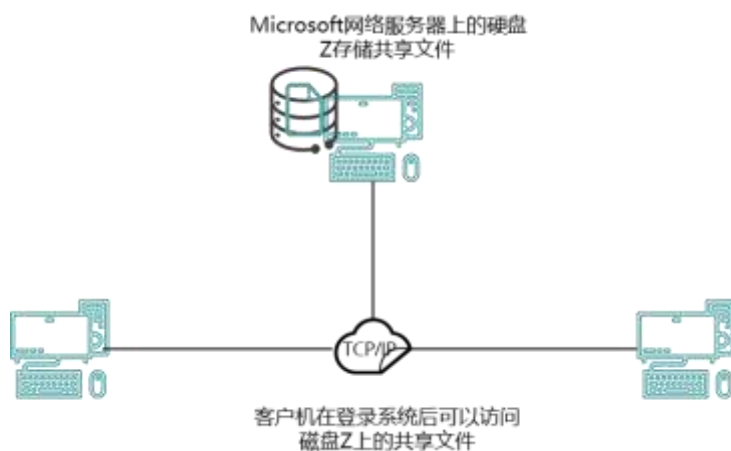 Microsoft网络服务器上的硬盘
Z存储共享文件
TCP/IP
客户机在登录系统后可以访问
磁盘Z上的共享文件